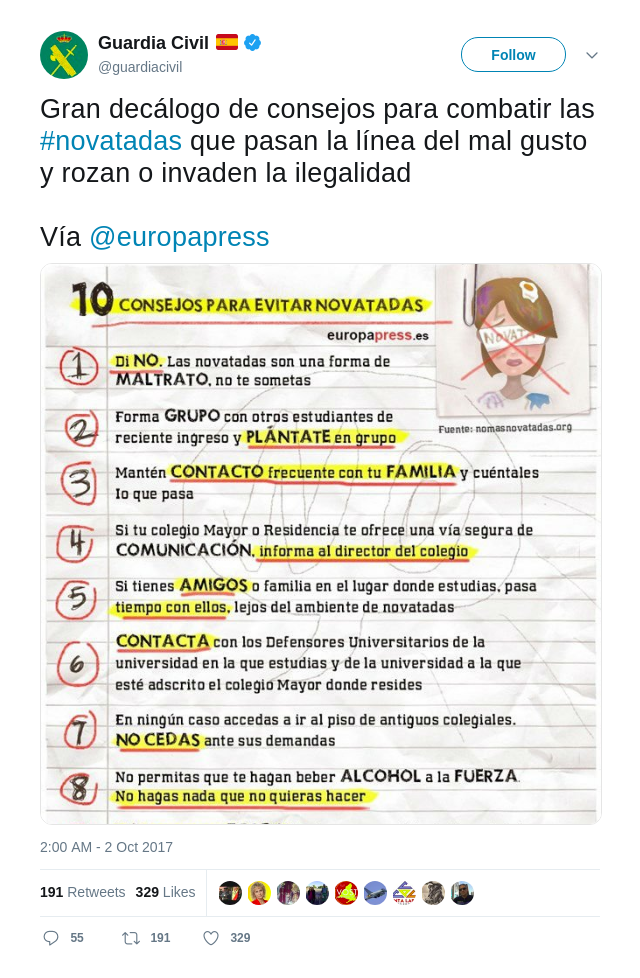 Guardia Civil
@guardiacivil
Follow
Gran decálogo de consejos para combatir las
#novatadas que pasan la línea del mal gusto
y rozan o invaden la ilegalidad
Vía @europapress
10 CONSEJOS PARA EVITAR NOVATADAS
europapress.es
NOVATA
Fuente: nomasnovatadas.org
1 Di NO. Las novatadas son una forma de
MALTRATO, no te sometas
2 Forma GRUPO con otros estudiantes de
reciente ingreso y PLÁNTATE en grupo
3 Mantén CONTACTO frecuente con tu FAMILIA y cuéntales
lo que pasa
4 Si tu colegio Mayor o Residencia te ofrece una vía segura de
COMUNICACIÓN, informa al director del colegio
5 Si tienes AMIGOS o familia en el lugar donde estudias, pasa
tiempo con ellos, lejos del ambiente de novatadas
6 CONTACTA con los Defensores Universitarios de la
universidad en la que estudias y de la universidad a la que
esté adscrito el colegio Mayor donde resides
7 En ningún caso accedas a ir al piso de antiguos colegiales.
NO CEDAS ante sus demandas
8 No permitas que te hagan beber ALCOHOL a la FUERZA.
No hagas nada que no quieras hacer
2:00 AM - 2 Oct 2017
191 Retweets 329 Likes
55 191 329